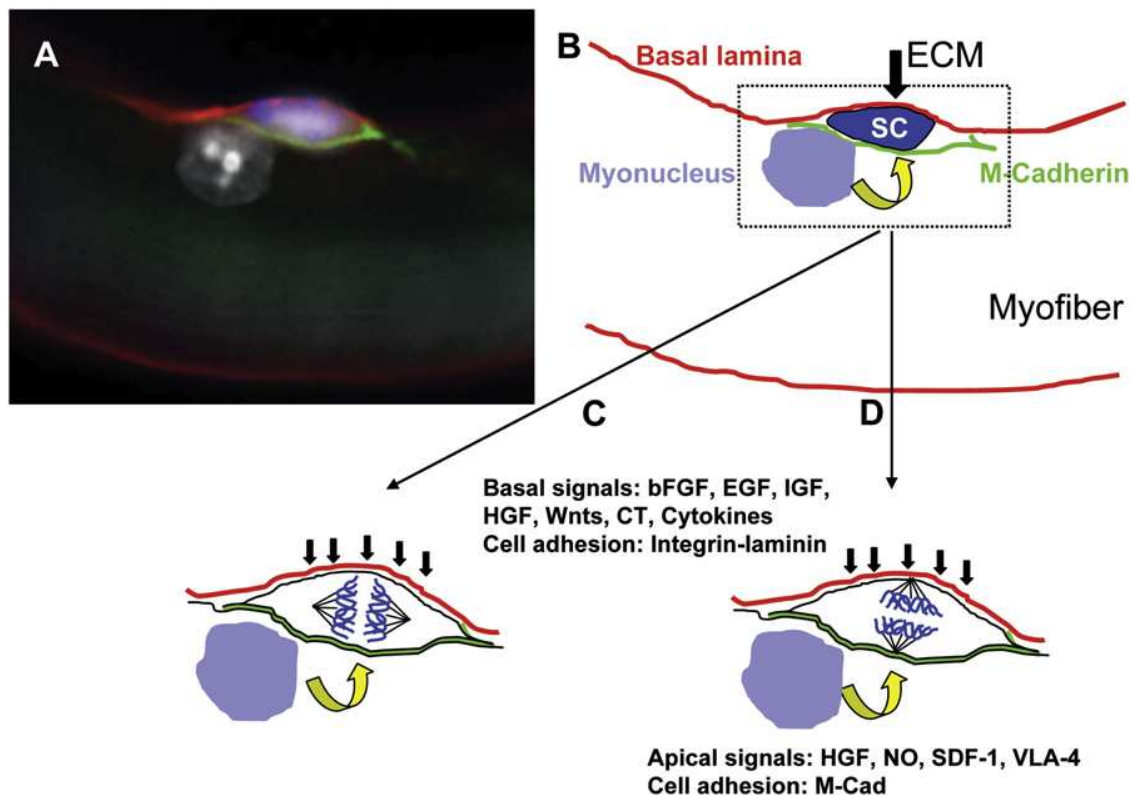 A
B
Basal lamina
ECM
SC
Myonucleus
M-Cadherin
Myofiber
C
D
Basal signals: bFGF, EGF, IGF,
HGF, Wnts, CT, Cytokines
Cell adhesion: Integrin-laminin
Apical signals: HGF, NO, SDF-1, VLA-4
Cell adhesion: M-Cad